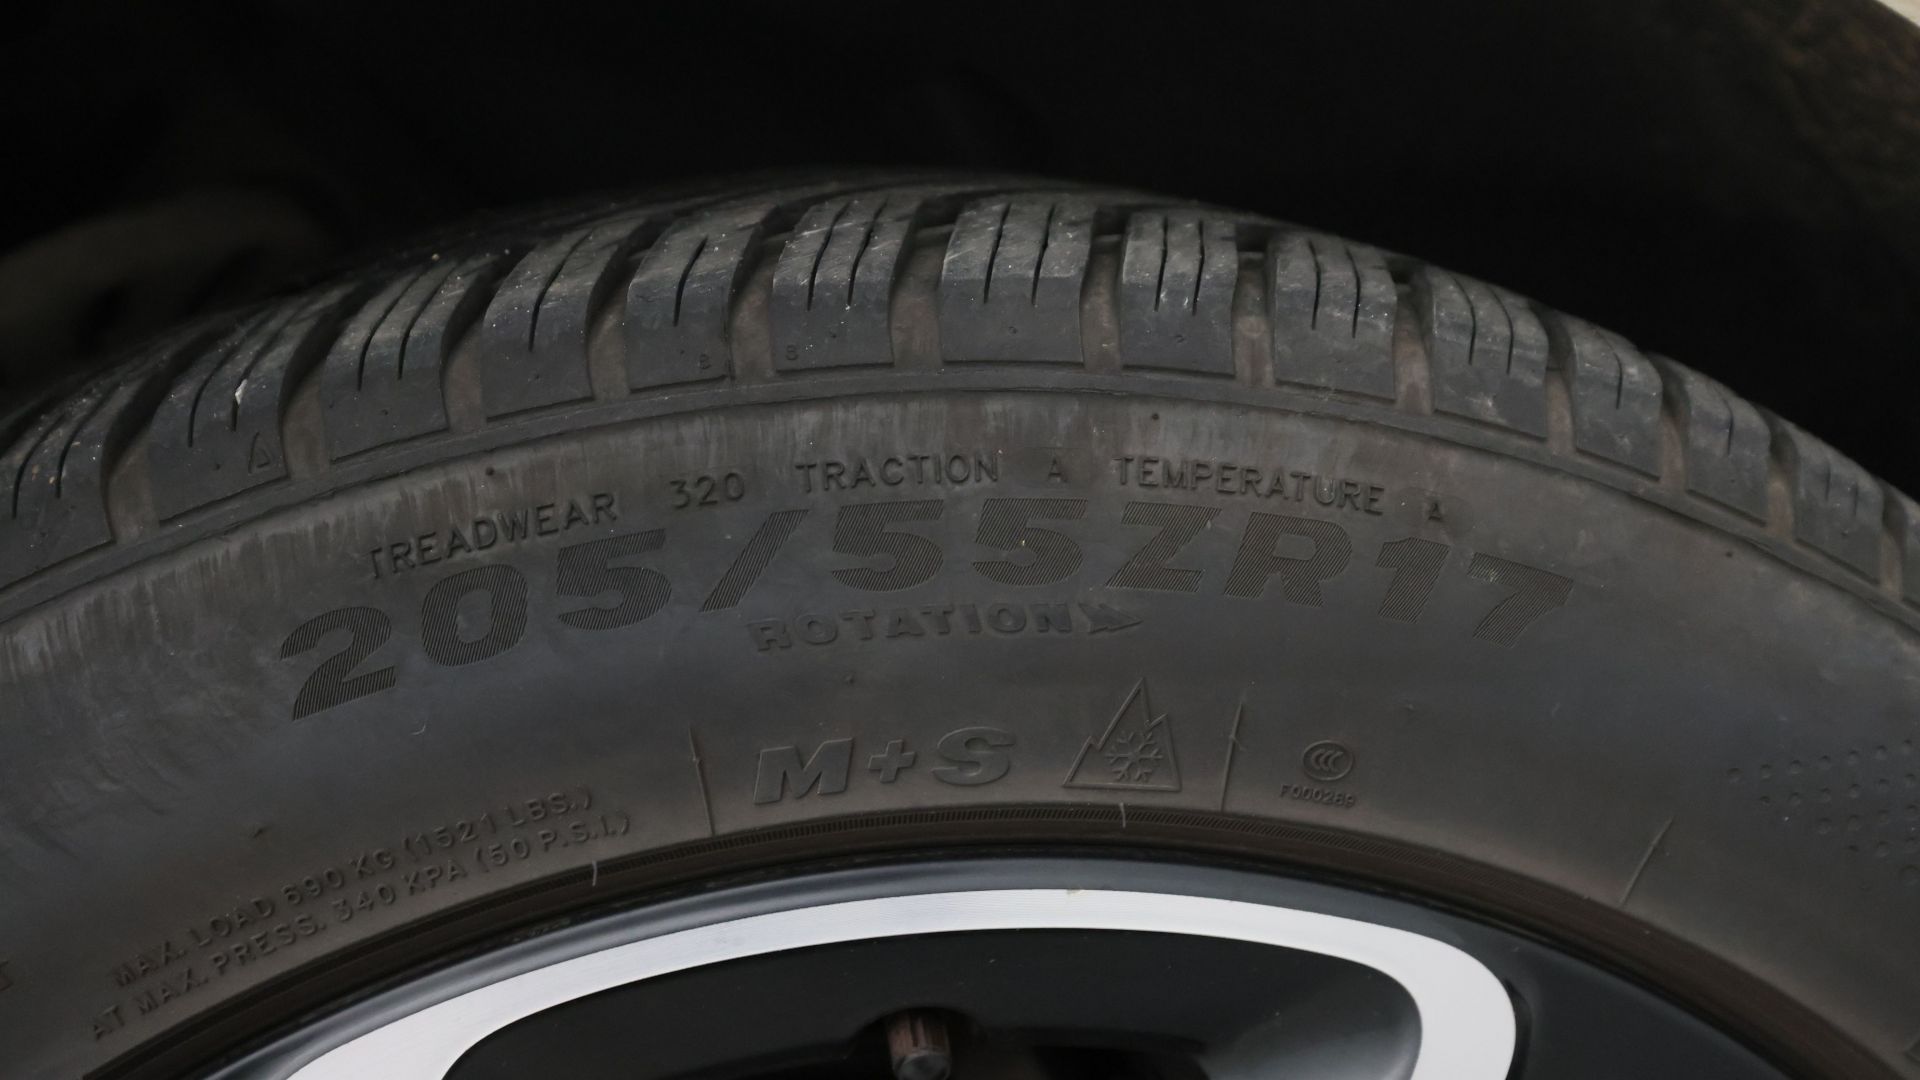 TREADWEAR 320 TRACTION A TEMPERATURE A
205/55ZR17
ROTATION
M+S
CCC
F000269
MAX. LOAD 690 KG (1521 LBS.)
AT MAX. PRESS. 340 KPA (50 P.S.I.)